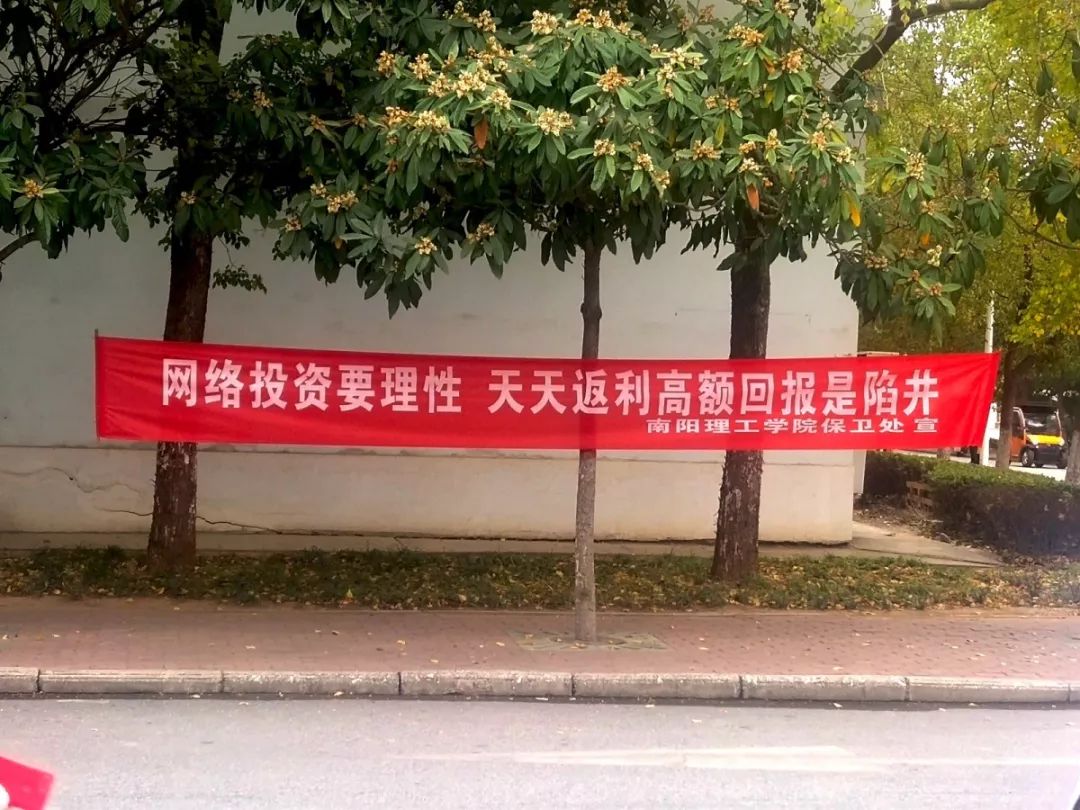 网络投资要理性 天天返利高额回报是陷井
南阳理工学院保卫处 宣